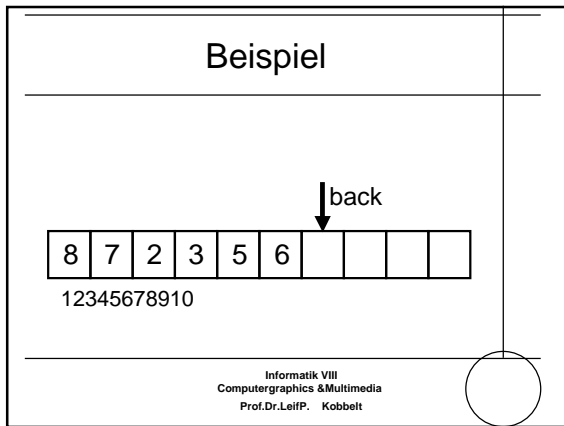 Beispiel
back
8 7 2 3 5 6
12345678910
Informatik VIII
Computergraphics &Multimedia
Prof.Dr.LeifP. Kobbelt